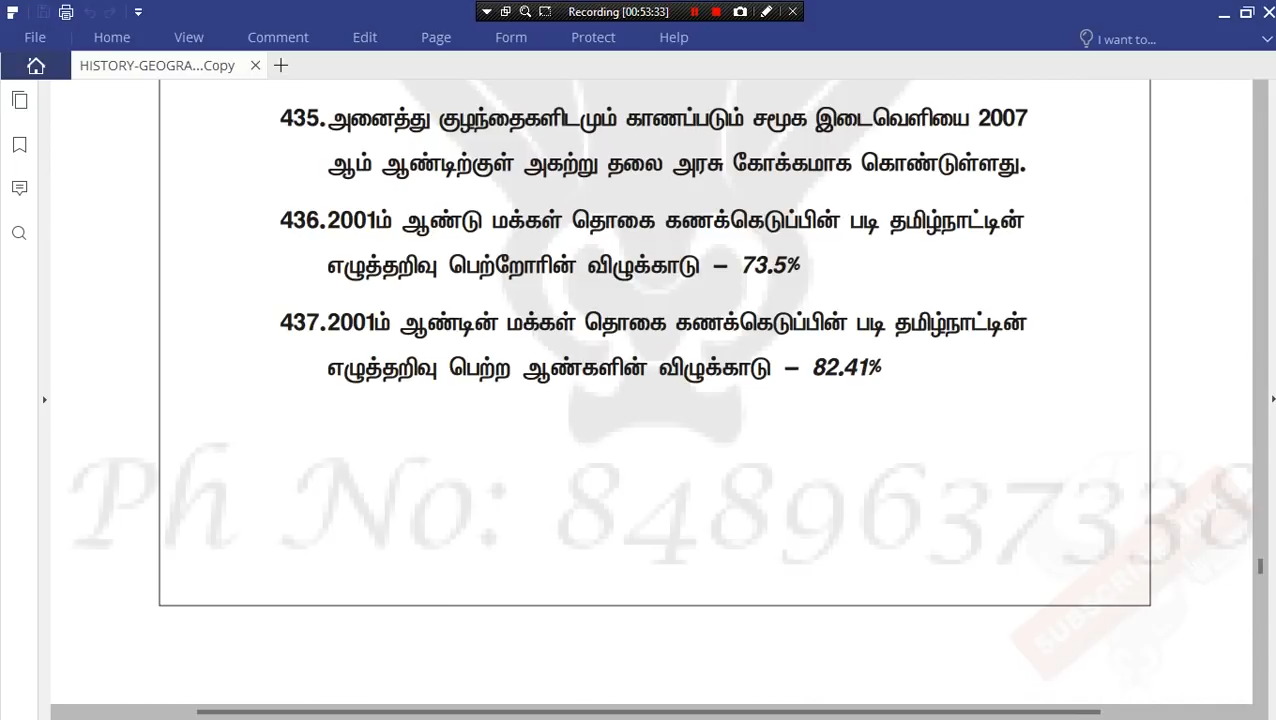 Recording [00:53:33]
File Home View Comment Edit Page Form Protect Help I want to...
HISTORY-GEOGRA...Copy
435. அனைத்து குழந்தைகளிடமும் காணப்படும் சமூக இடைவெளியை 2007
ஆம் ஆண்டிற்குள் அகற்று தலை அரசு கோக்கமாக கொண்டுள்ளது.
436. 2001ம் ஆண்டு மக்கள் தொகை கணக்கெடுப்பின் படி தமிழ்நாட்டின்
எழுத்தறிவு பெற்றோரின் விழுக்காடு – 73.5%
437. 2001ம் ஆண்டின் மக்கள் தொகை கணக்கெடுப்பின் படி தமிழ்நாட்டின்
எழுத்தறிவு பெற்ற ஆண்களின் விழுக்காடு – 82.41%
Ph No: 8489637338